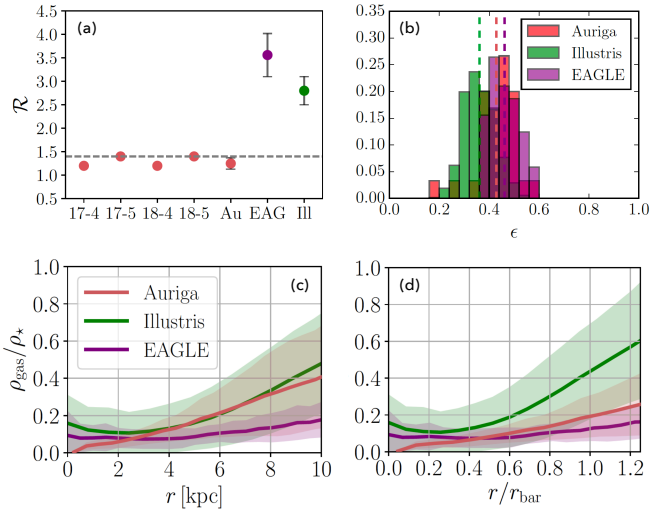 (a)
ℛ
5.0
4.5
4.0
3.5
3.0
2.5
2.0
1.5
1.0
0.5
17-4 17-5 18-4 18-5 Au EAG Ill
(b)
Auriga
Illustris
EAGLE
0.35
0.30
0.25
0.20
0.15
0.10
0.05
0.00
0.0 0.2 0.4 0.6 0.8 1.0
ϵ
(c)
Auriga
Illustris
EAGLE
ρgas/ρ⋆
1.0
0.8
0.6
0.4
0.2
0.0
0 2 4 6 8 10
r [kpc]
(d)
1.0
0.8
0.6
0.4
0.2
0.0
0.0 0.2 0.4 0.6 0.8 1.0 1.2
r/rbar